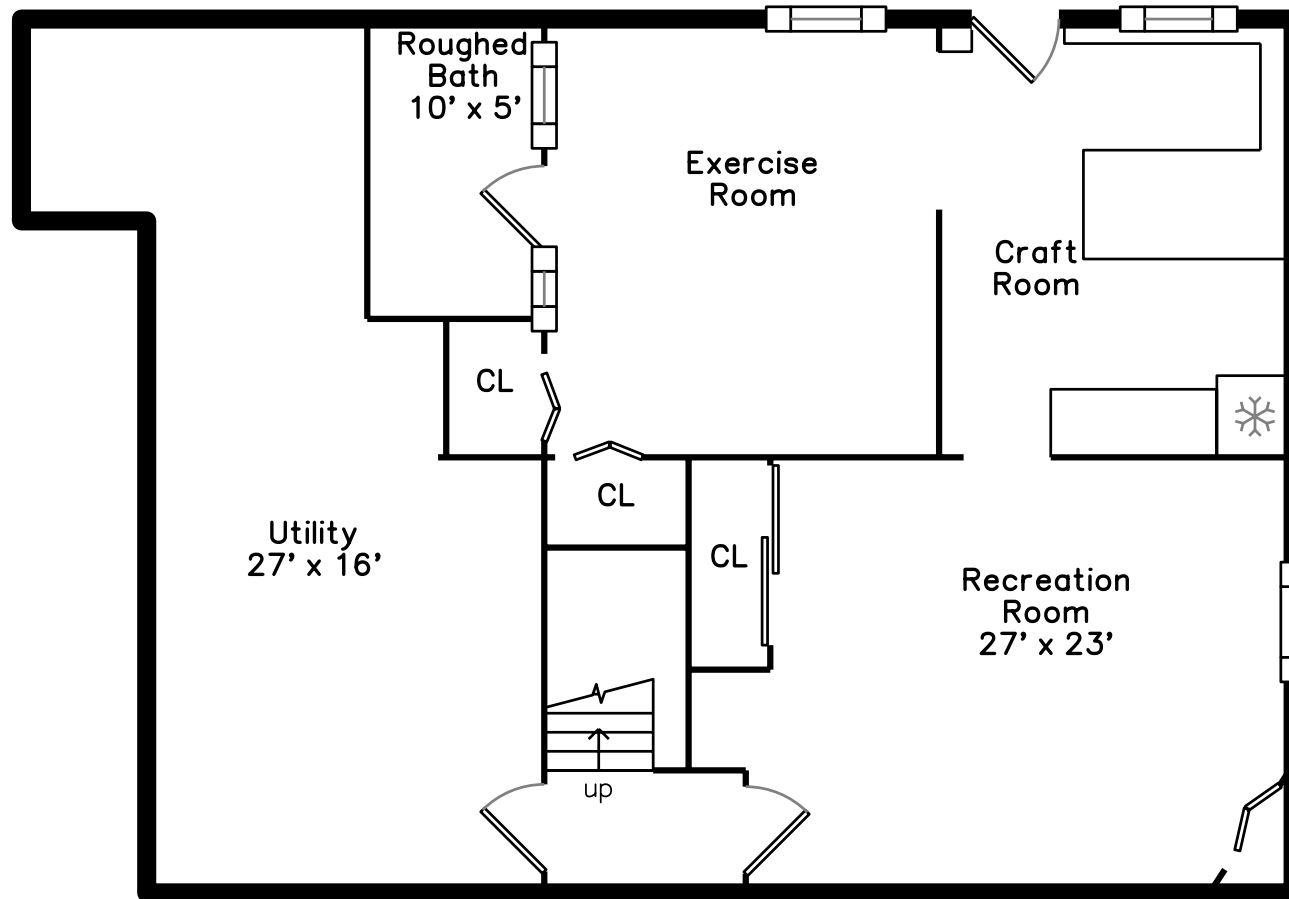 Roughed
Bath
10' x 5'
Exercise
Room
Craft
Room
CL
CL
CL
Utility
27' x 16'
Recreation
Room
27' x 23'
up